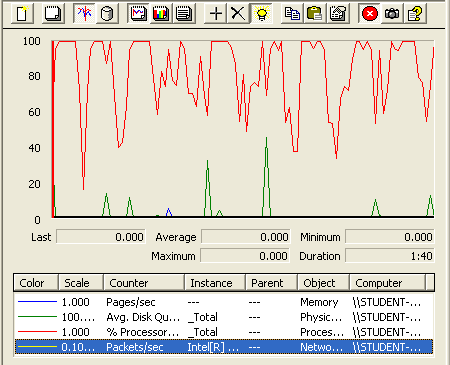 100
80
60
40
20
0
Last 0.000 Average 0.000 Minimum 0.000
Maximum 0.000 Duration 1:40
Color Scale Counter Instance Parent Object Computer
1.000 Pages/sec --- --- Memory \\STUDENT-...
100.... Avg. Disk Qu... _Total --- Physic... \\STUDENT-...
1.000 % Processor... _Total --- Proces... \\STUDENT-...
0.10... Packets/sec Intel[R] ... --- Netwo... \\STUDENT-...